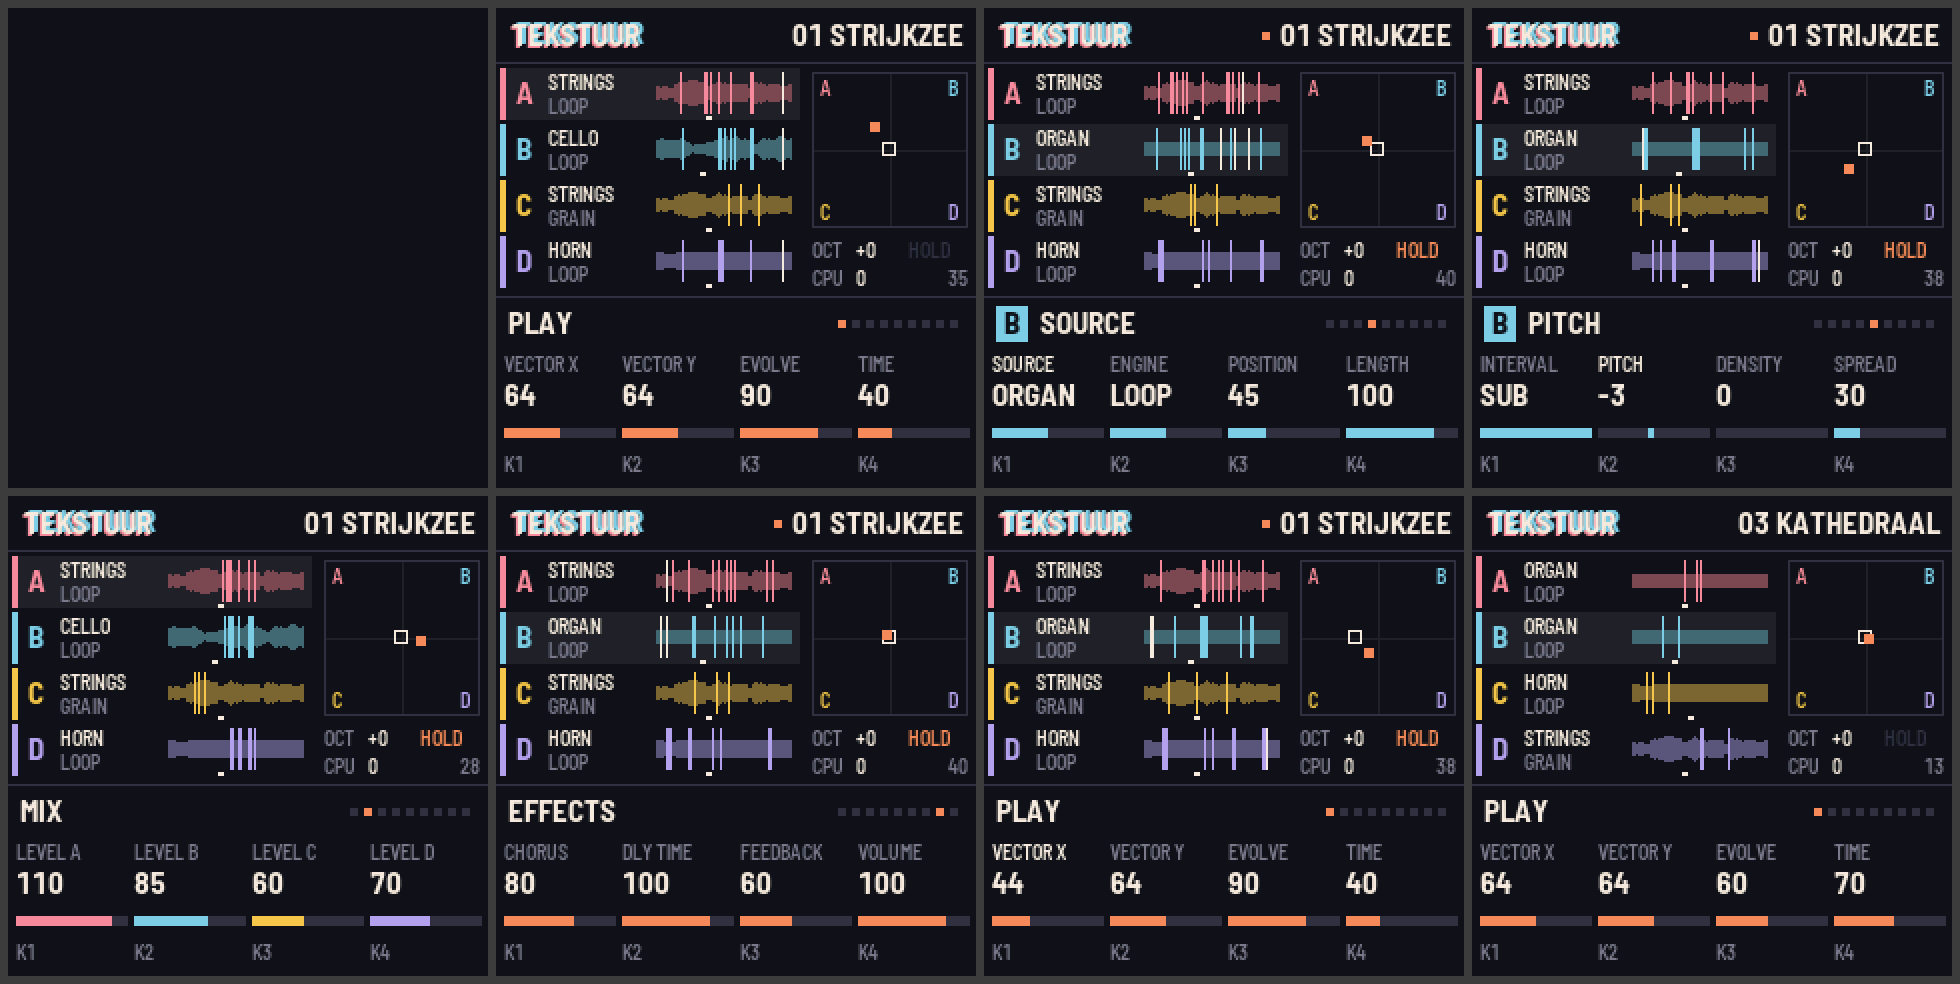 TEKSTUUR 01 STRIJKZEE
A STRINGS LOOP A B
B CELLO LOOP
C STRINGS GRAIN C D
D HORN LOOP OCT +0 HOLD
CPU 0 35
PLAY
VECTOR X VECTOR Y EVOLVE TIME
64 64 90 40
K1 K2 K3 K4
TEKSTUUR 01 STRIJKZEE
A STRINGS LOOP A B
B ORGAN LOOP
C STRINGS GRAIN C D
D HORN LOOP OCT +0 HOLD
CPU 0 40
B SOURCE
SOURCE ENGINE POSITION LENGTH
ORGAN LOOP 45 100
K1 K2 K3 K4
TEKSTUUR 01 STRIJKZEE
A STRINGS LOOP A B
B ORGAN LOOP
C STRINGS GRAIN C D
D HORN LOOP OCT +0 HOLD
CPU 0 38
B PITCH
INTERVAL PITCH DENSITY SPREAD
SUB -3 0 30
K1 K2 K3 K4
TEKSTUUR 01 STRIJKZEE
A STRINGS LOOP A B
B CELLO LOOP
C STRINGS GRAIN C D
D HORN LOOP OCT +0 HOLD
CPU 0 28
MIX
LEVEL A LEVEL B LEVEL C LEVEL D
110 85 60 70
K1 K2 K3 K4
TEKSTUUR 01 STRIJKZEE
A STRINGS LOOP A B
B ORGAN LOOP
C STRINGS GRAIN C D
D HORN LOOP OCT +0 HOLD
CPU 0 40
EFFECTS
CHORUS DLY TIME FEEDBACK VOLUME
80 100 60 100
K1 K2 K3 K4
TEKSTUUR 01 STRIJKZEE
A STRINGS LOOP A B
B ORGAN LOOP
C STRINGS GRAIN C D
D HORN LOOP OCT +0 HOLD
CPU 0 38
PLAY
VECTOR X VECTOR Y EVOLVE TIME
44 64 90 40
K1 K2 K3 K4
TEKSTUUR 03 KATHEDRAAL
A ORGAN LOOP A B
B ORGAN LOOP
C HORN LOOP C D
D STRINGS GRAIN OCT +0 HOLD
CPU 0 13
PLAY
VECTOR X VECTOR Y EVOLVE TIME
64 64 60 70
K1 K2 K3 K4